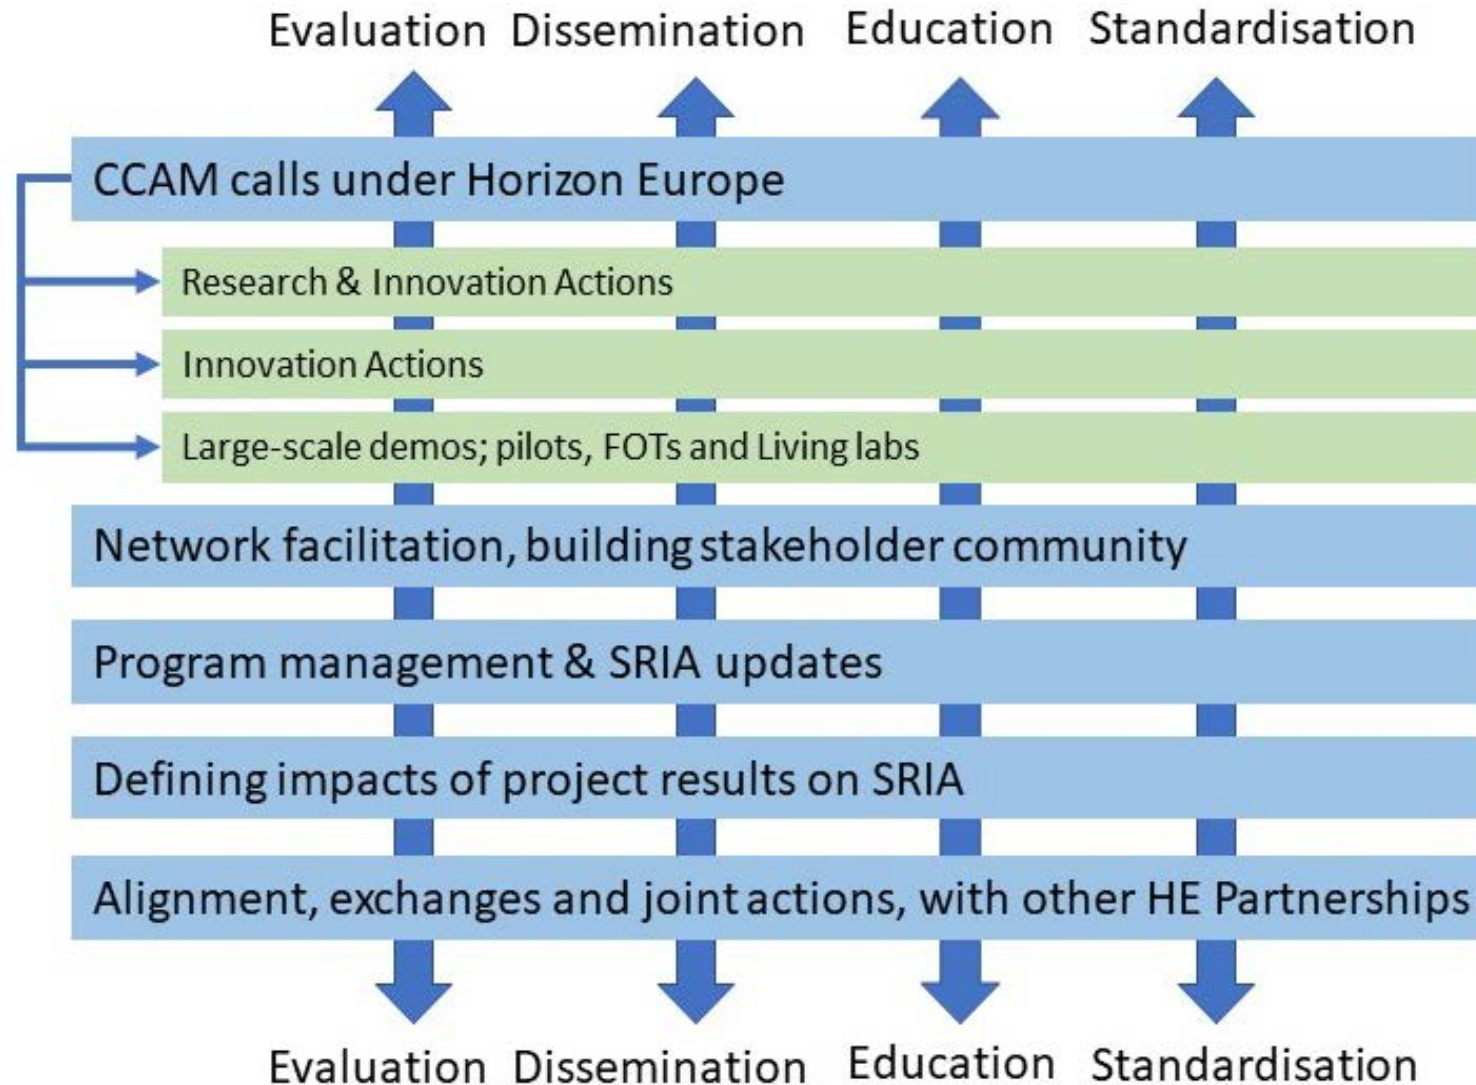 Evaluation Dissemination Education Standardisation
CCAM calls under Horizon Europe
Research & Innovation Actions
Innovation Actions
Large-scale demos; pilots, FOTs and Living labs
Network facilitation, building stakeholder community
Program management & SRIA updates
Defining impacts of project results on SRIA
Alignment, exchanges and joint actions, with other HE Partnerships
Evaluation Dissemination Education Standardisation